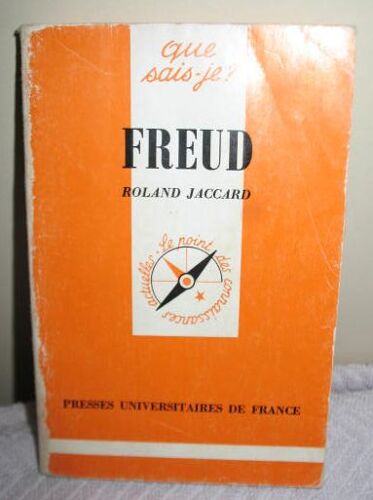 que
sais-je?
FREUD
ROLAND JACCARD
Le point des connaissances actuelles
PRESSES UNIVERSITAIRES DE FRANCE